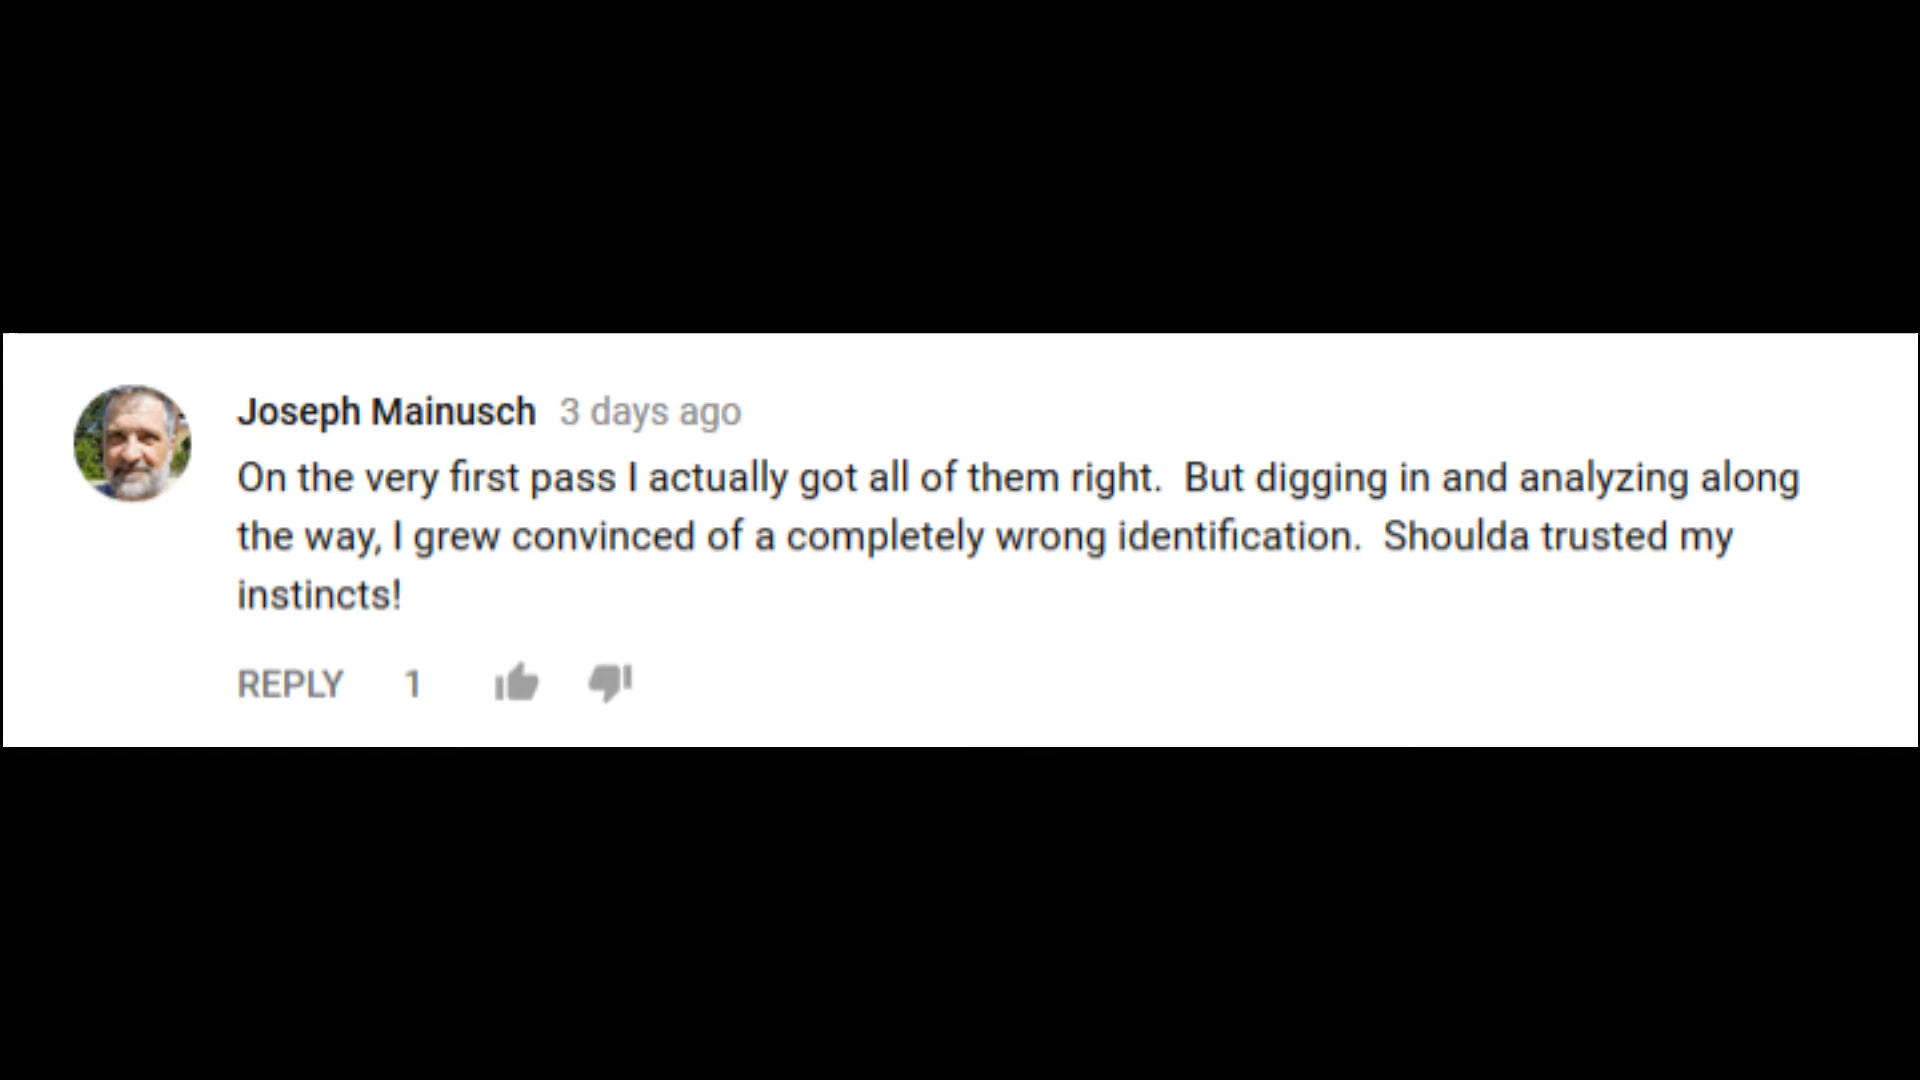 Joseph Mainusch 3 days ago
On the very first pass I actually got all of them right.  But digging in and analyzing along
the way, I grew convinced of a completely wrong identification.  Shoulda trusted my
instincts!
REPLY 1